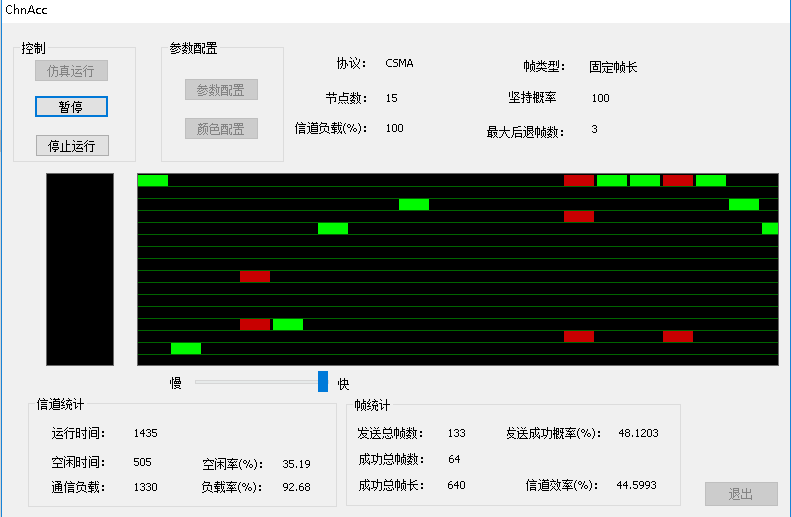 ChnAcc
控制
仿真运行
暂停
停止运行
参数配置
参数配置
颜色配置
协议: CSMA
节点数: 15
信道负载(%): 100
帧类型: 固定帧长
坚持概率 100
最大后退帧数: 3
慢 快
信道统计
运行时间: 1435
空闲时间: 505 空闲率(%): 35.19
通信负载: 1330 负载率(%): 92.68
帧统计
发送总帧数: 133 发送成功概率(%): 48.1203
成功总帧数: 64
成功总帧长: 640 信道效率(%): 44.5993
退出